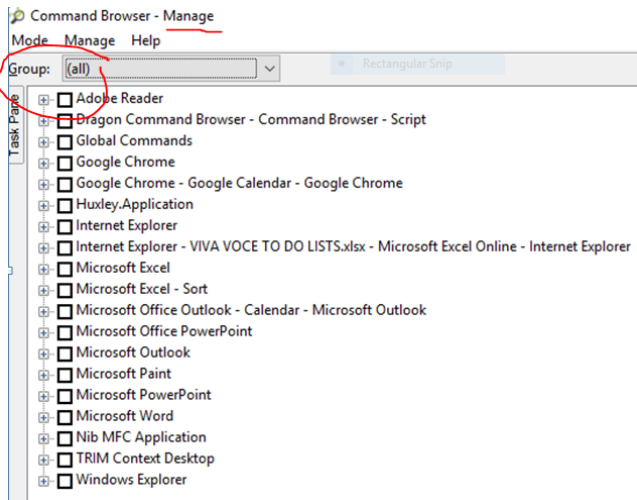 Command Browser - Manage
Mode Manage Help
Group: (all)
Rectangular Snip
Task Pane
Adobe Reader
Dragon Command Browser - Command Browser - Script
Global Commands
Google Chrome
Google Chrome - Google Calendar - Google Chrome
Huxley.Application
Internet Explorer
Internet Explorer - VIVA VOCE TO DO LISTS.xlsx - Microsoft Excel Online - Internet Explorer
Microsoft Excel
Microsoft Excel - Sort
Microsoft Office Outlook - Calendar - Microsoft Outlook
Microsoft Office PowerPoint
Microsoft Outlook
Microsoft Paint
Microsoft PowerPoint
Microsoft Word
Nib MFC Application
TRIM Context Desktop
Windows Explorer